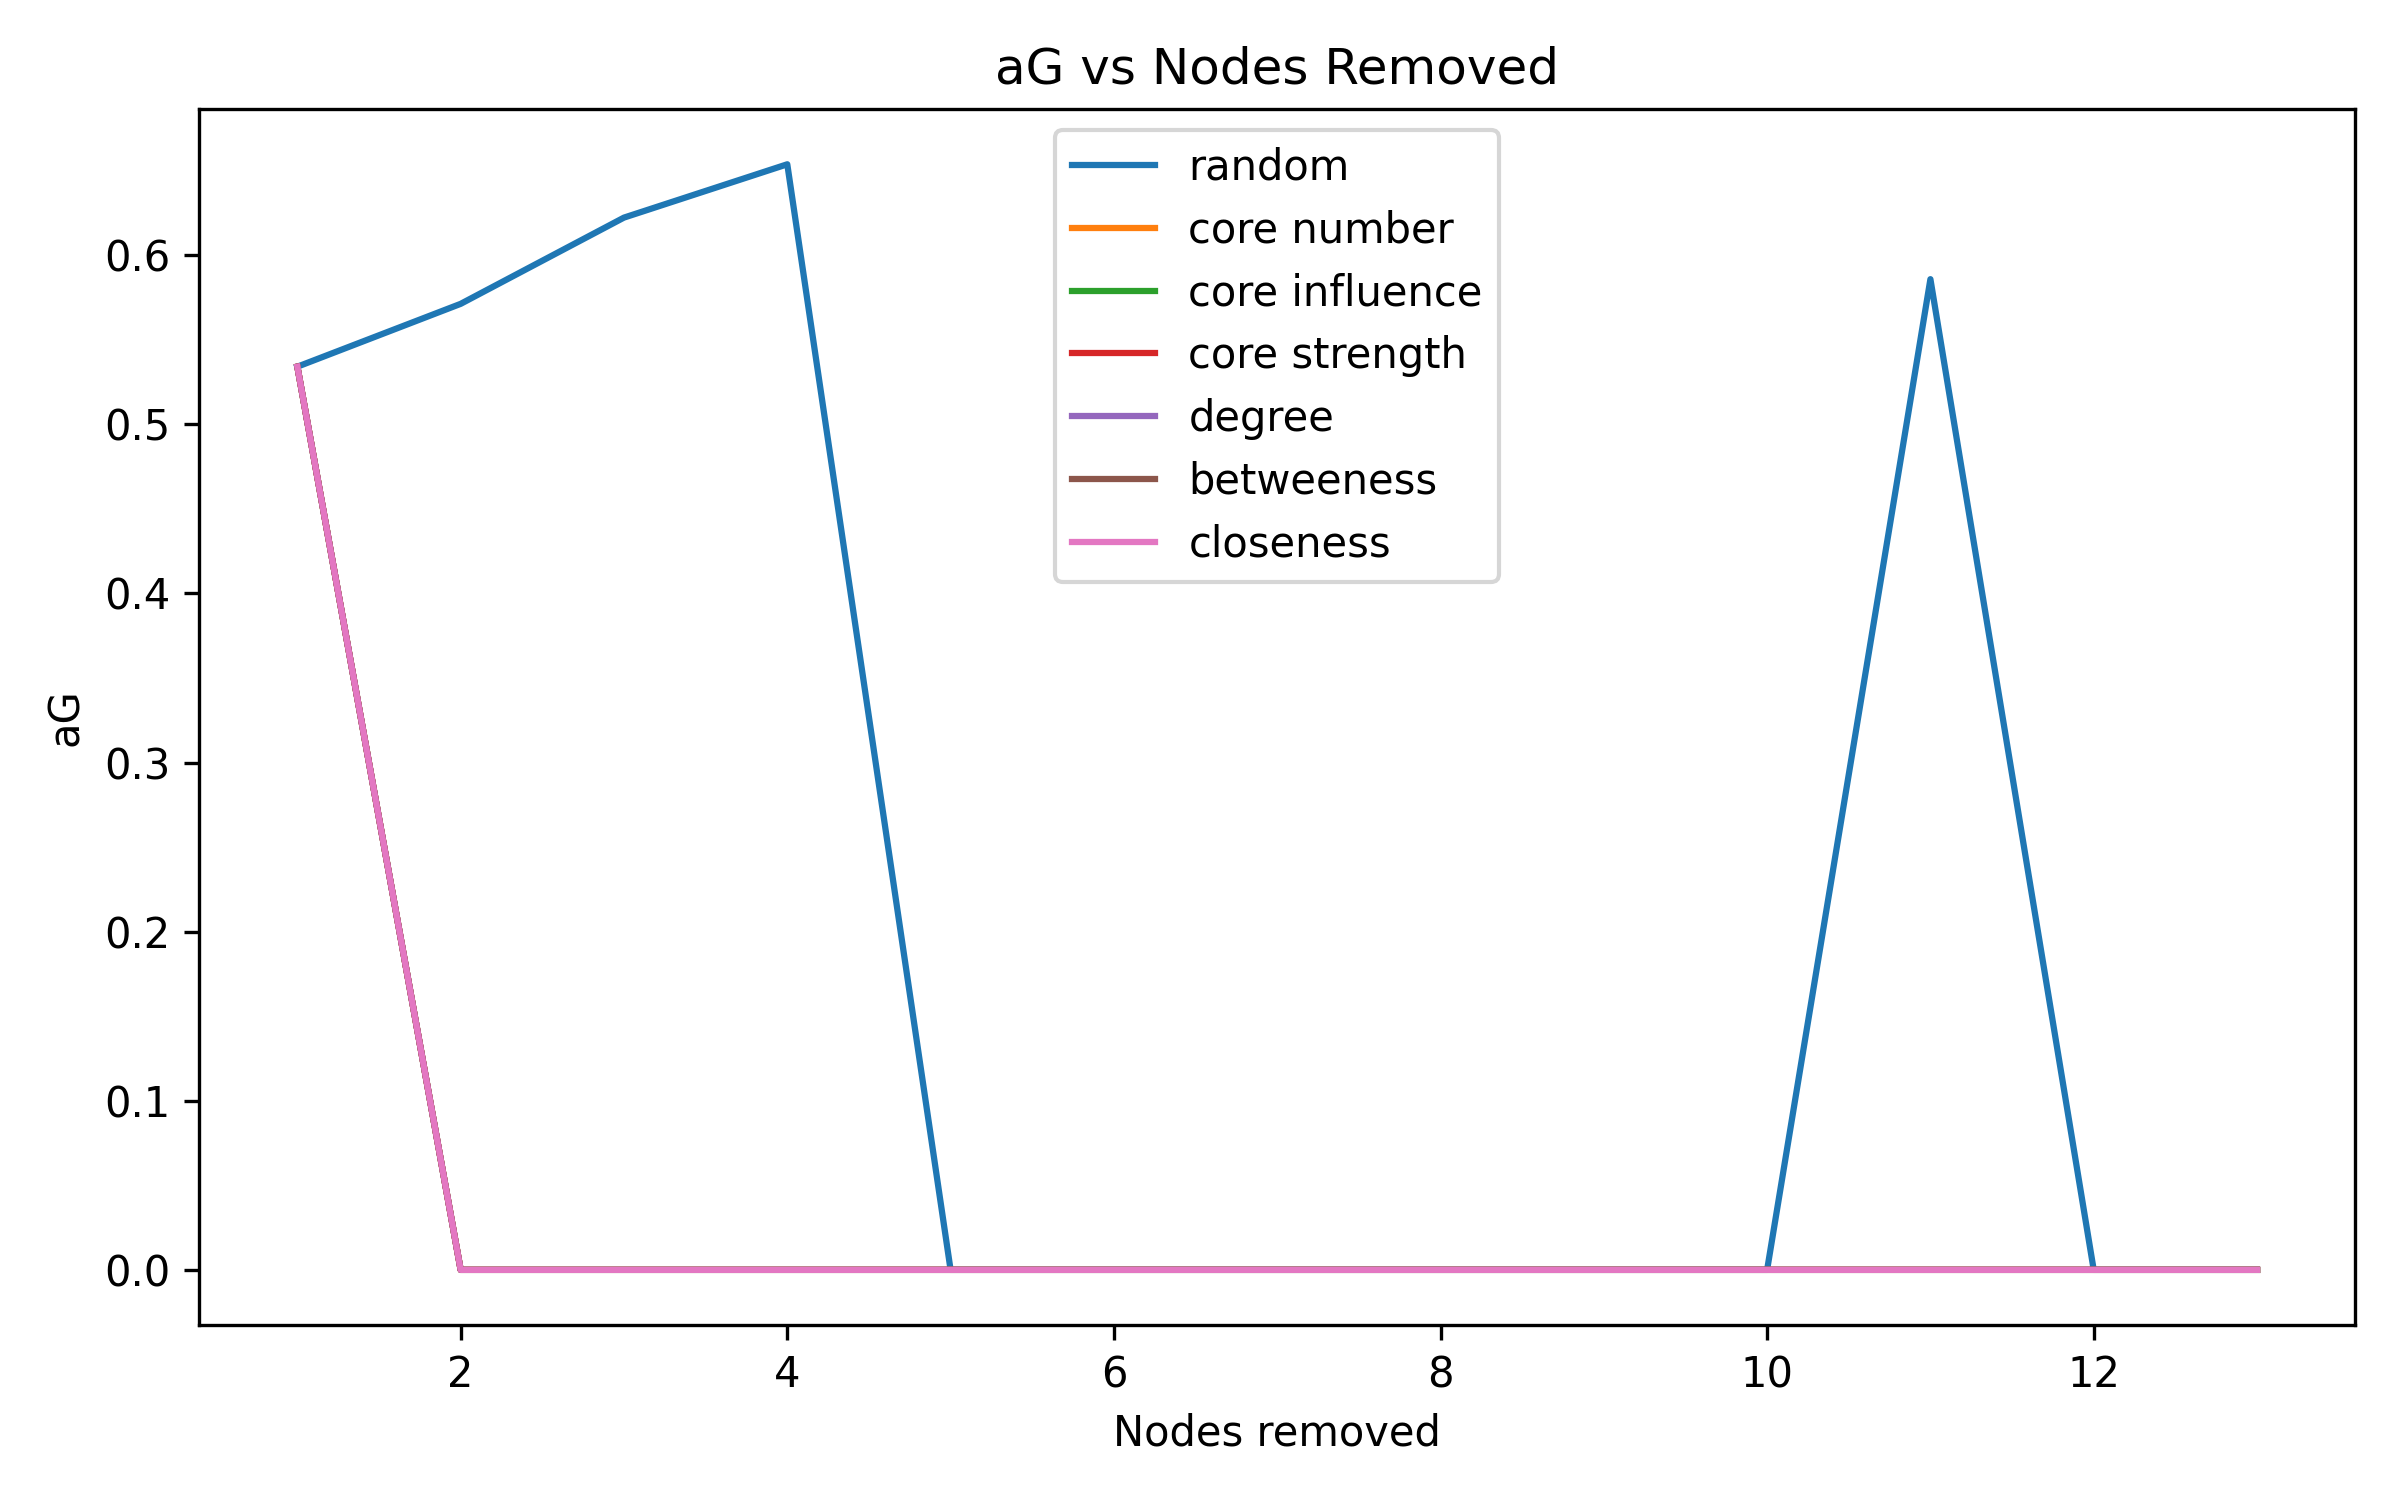 aG vs Nodes Removed
random
core number
core influence
core strength
degree
betweeness
closeness
0.6
0.5
0.4
0.3
0.2
0.1
0.0
aG
2 4 6 8 10 12
Nodes removed